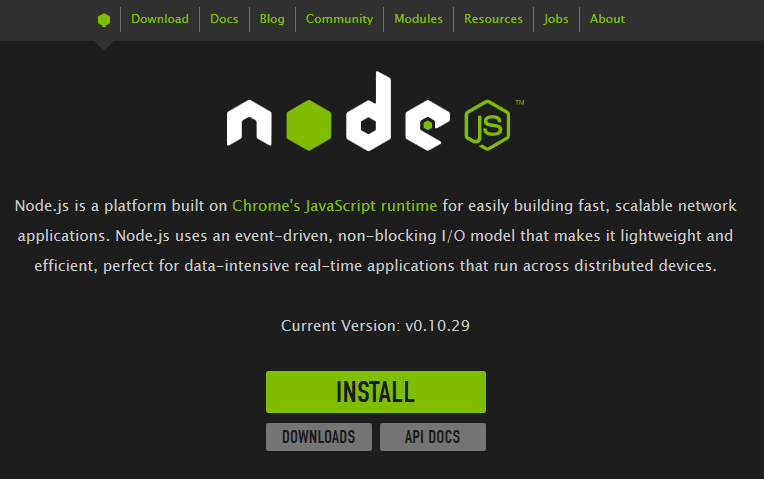 Download Docs Blog Community Modules Resources Jobs About
node JS ™
Node.js is a platform built on Chrome's JavaScript runtime for easily building fast, scalable network
applications. Node.js uses an event-driven, non-blocking I/O model that makes it lightweight and
efficient, perfect for data-intensive real-time applications that run across distributed devices.
Current Version: v0.10.29
INSTALL
DOWNLOADS API DOCS